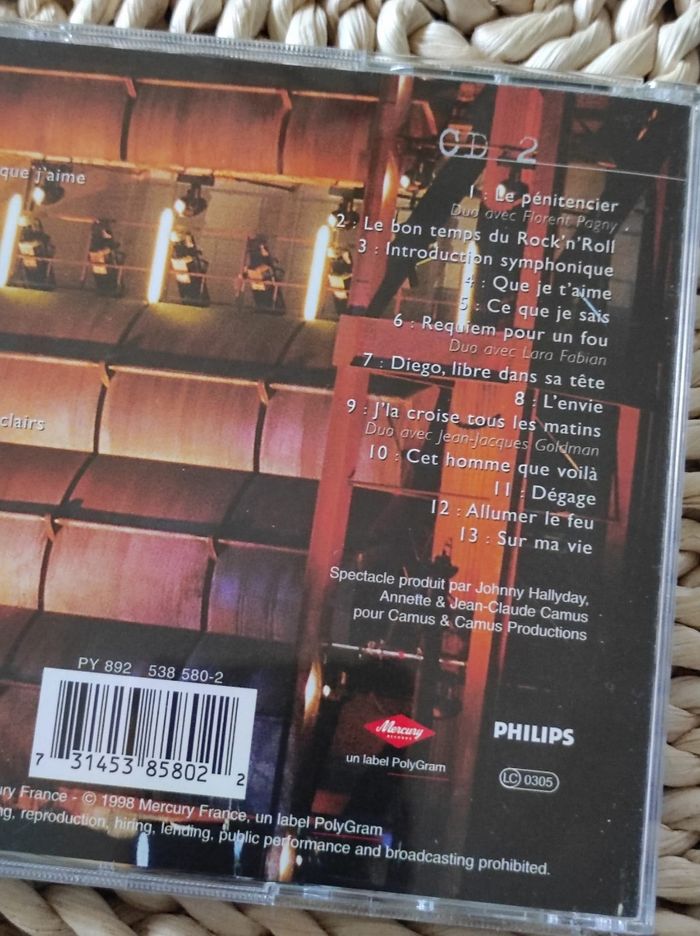 CD 2
que j'aime
1 : Le pénitencier
Duo avec Florent Pagny
2 : Le bon temps du Rock'n'Roll
3 : Introduction symphonique
4 : Que je t'aime
5 : Ce que je sais
6 : Requiem pour un fou
Duo avec Lara Fabian
7 : Diego, libre dans sa tête
8 : L'envie
clairs
9 : J'la croise tous les matins
Duo avec Jean-Jacques Goldman
10 : Cet homme que voilà
11 : Dégage
12 : Allumer le feu
13 : Sur ma vie
Spectacle produit par Johnny Hallyday,
Annette & Jean-Claude Camus
pour Camus & Camus Productions
PY 892 538 580-2
7 31453 85802 2
Mercury
RECORDS
un label PolyGram
PHILIPS
LC 0305
ury France - © 1998 Mercury France, un label PolyGram
ng, reproduction, hiring, lending, public performance and broadcasting prohibited.